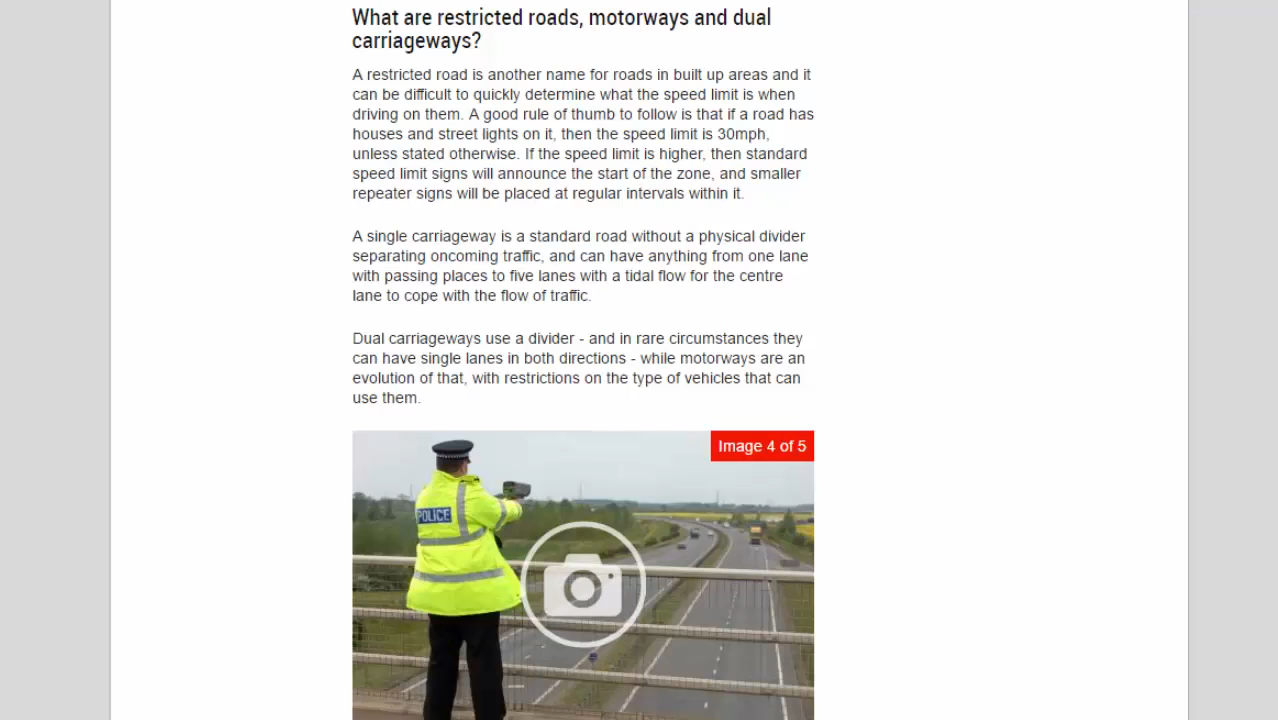 What are restricted roads, motorways and dual
carriageways?
A restricted road is another name for roads in built up areas and it
can be difficult to quickly determine what the speed limit is when
driving on them. A good rule of thumb to follow is that if a road has
houses and street lights on it, then the speed limit is 30mph,
unless stated otherwise. If the speed limit is higher, then standard
speed limit signs will announce the start of the zone, and smaller
repeater signs will be placed at regular intervals within it.
A single carriageway is a standard road without a physical divider
separating oncoming traffic, and can have anything from one lane
with passing places to five lanes with a tidal flow for the centre
lane to cope with the flow of traffic.
Dual carriageways use a divider - and in rare circumstances they
can have single lanes in both directions - while motorways are an
evolution of that, with restrictions on the type of vehicles that can
use them.
Image 4 of 5
POLICE